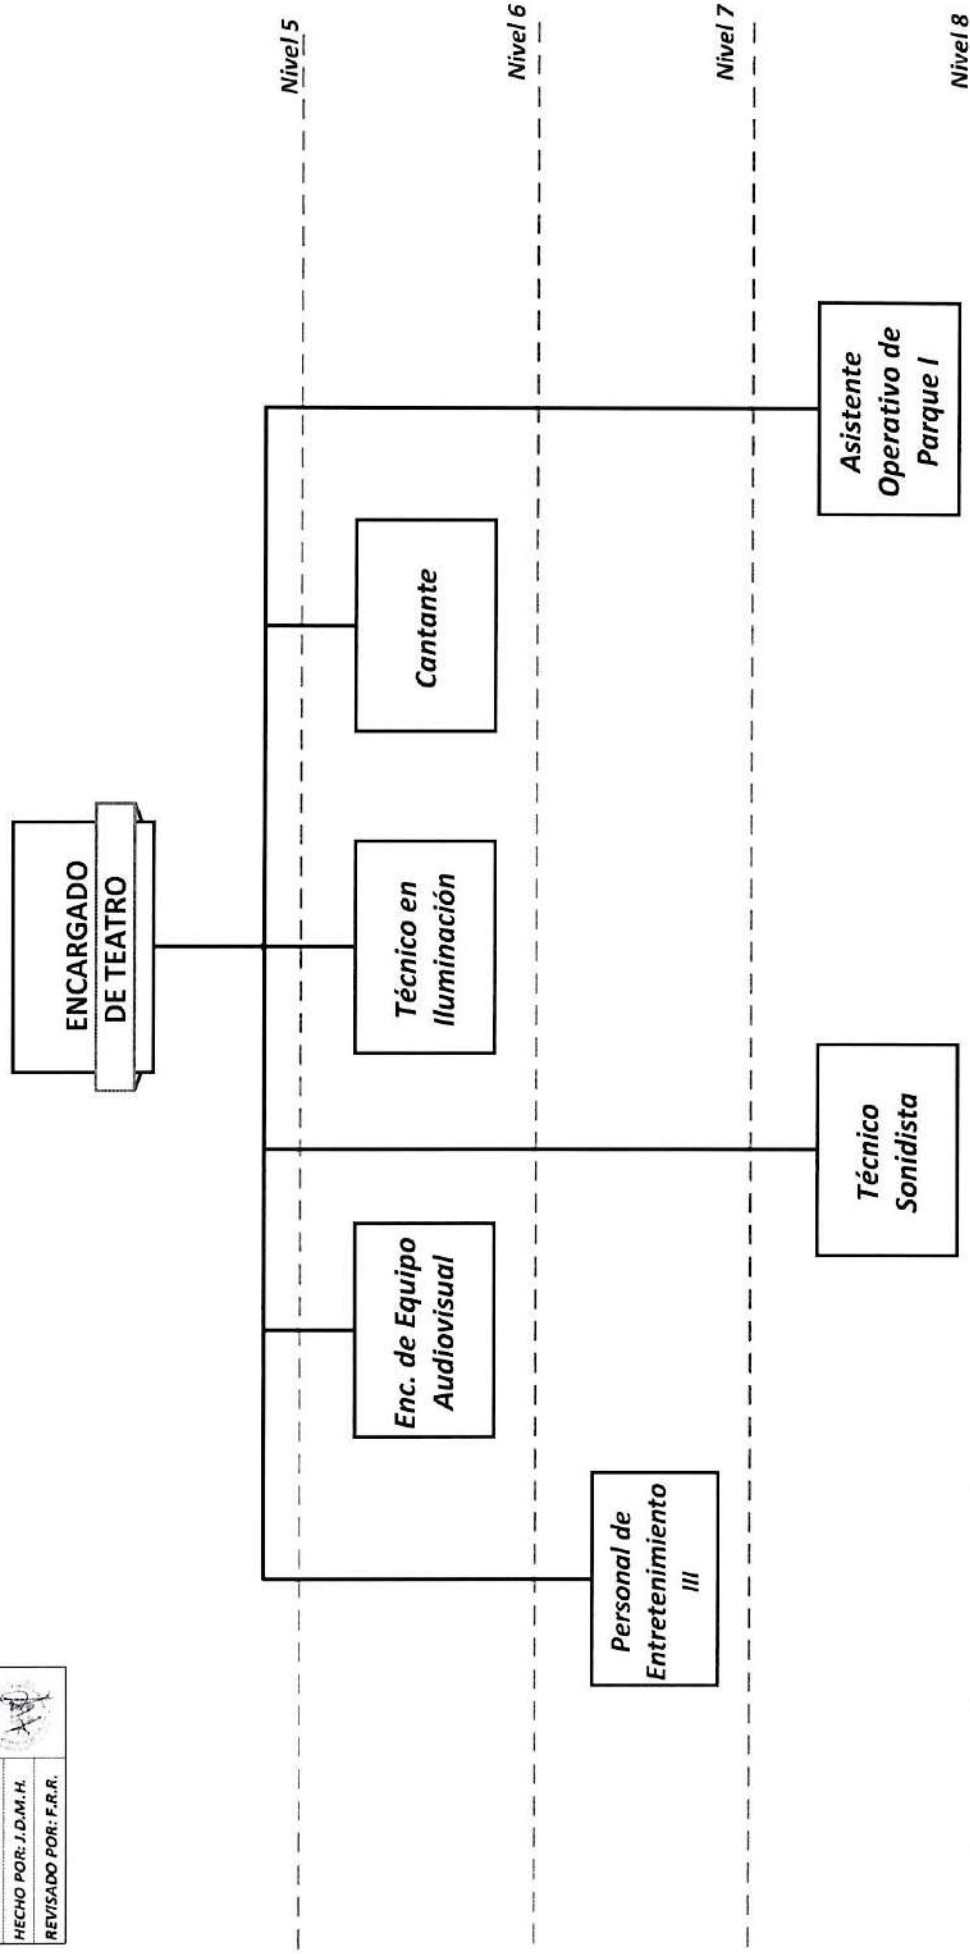 HECHO POR: J.D.M.H.
REVISADO POR: F.R.R.
ENCARGADO
DE TEATRO
Nivel 5
Enc. de Equipo
Audiovisual
Técnico en
Iluminación
Cantante
Nivel 6
Personal de
Entretenimiento
III
Nivel 7
Técnico
Sonidista
Asistente
Operativo de
Parque I
Nivel 8